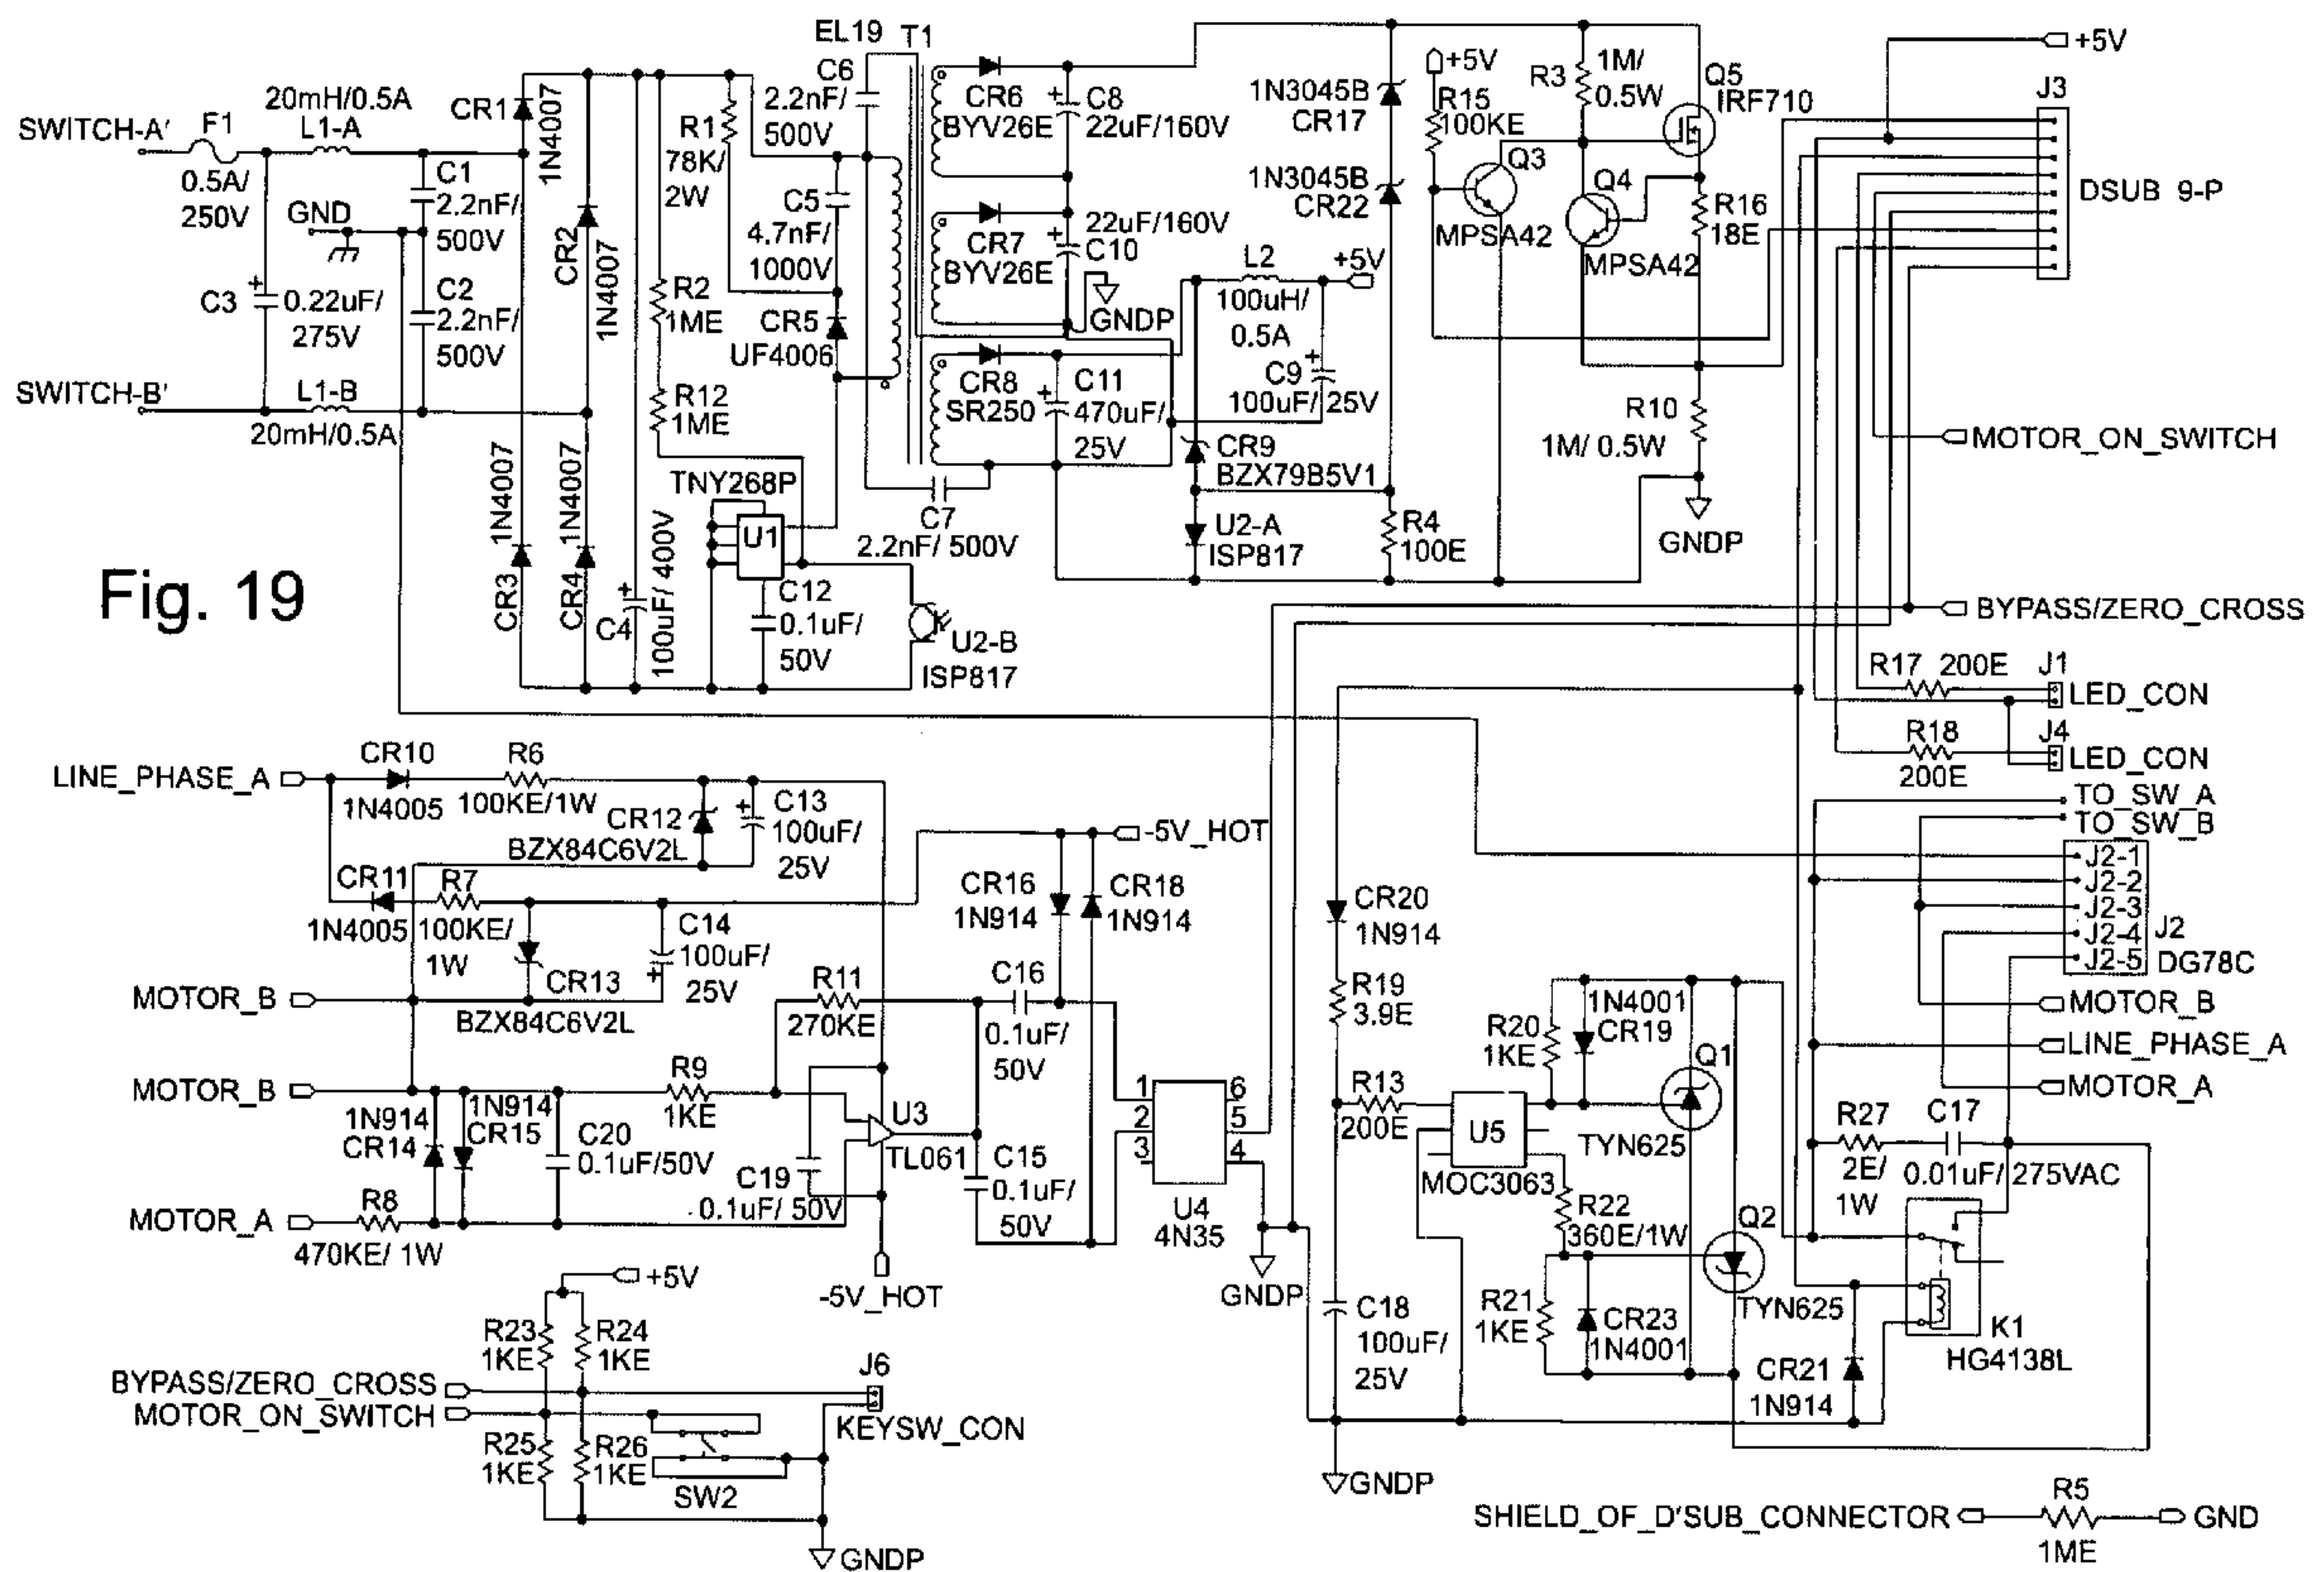 EL19 T1
+5V
C6
2.2nF/
500V
CR6
BYV26E
C8
22uF/160V
1N3045B
CR17
+5V
R15
100KE
R3
1M/
0.5W
Q5
IRF710
J3
20mH/0.5A
L1-A
CR1
1N4007
SWITCH-A'
F1
0.5A/
250V
R1
78K/
2W
C1
2.2nF/
500V
GND
C5
4.7nF/
1000V
CR7
BYV26E
22uF/160V
C10
1N3045B
CR22
Q3
MPSA42
Q4
MPSA42
R16
18E
DSUB 9-P
CR2
1N4007
C3
0.22uF/
275V
C2
2.2nF/
500V
R2
1ME
CR5
UF4006
GNDP
L2
100uH/
0.5A
+5V
SWITCH-B'
L1-B
20mH/0.5A
R12
1ME
CR8
SR250
C11
470uF/
25V
C9
100uF/ 25V
R10
1M/ 0.5W
MOTOR_ON_SWITCH
CR9
BZX79B5V1
1N4007
CR3
1N4007
CR4
TNY268P
U1
C7
2.2nF/ 500V
U2-A
ISP817
R4
100E
GNDP
Fig. 19
C4
100uF/ 400V
C12
0.1uF/
50V
U2-B
ISP817
BYPASS/ZERO_CROSS
R17 200E
J1
LED_CON
R18
200E
J4
LED_CON
LINE_PHASE_A
CR10
1N4005
R6
100KE/1W
CR12
BZX84C6V2L
C13
100uF/
25V
-5V_HOT
TO_SW_A
TO_SW_B
J2-1
J2-2
J2-3
J2-4
J2-5
J2
DG78C
CR11
1N4005
R7
100KE/
1W
CR13
BZX84C6V2L
C14
100uF/
25V
CR16
1N914
CR18
1N914
CR20
1N914
MOTOR_B
R11
270KE
C16
0.1uF/
50V
R19
3.9E
1N4001
CR19
R20
1KE
Q1
TYN625
MOTOR_B
LINE_PHASE_A
MOTOR_A
MOTOR_B
1N914
CR14
1N914
CR15
C20
0.1uF/50V
R9
1KE
U3
TL061
C19
0.1uF/ 50V
C15
0.1uF/
50V
1
2
3
6
5
4
U4
4N35
R13
200E
U5
MOC3063
R27
2E/
1W
C17
0.01uF/ 275VAC
MOTOR_A
R8
470KE/ 1W
R22
360E/1W
Q2
TYN625
-5V_HOT
GNDP
+5V
R23
1KE
R24
1KE
C18
100uF/
25V
R21
1KE
CR23
1N4001
K1
HG4138L
CR21
1N914
BYPASS/ZERO_CROSS
MOTOR_ON_SWITCH
J6
KEYSW_CON
R25
1KE
R26
1KE
SW2
GNDP
GNDP
SHIELD_OF_D'SUB_CONNECTOR
R5
1ME
GND